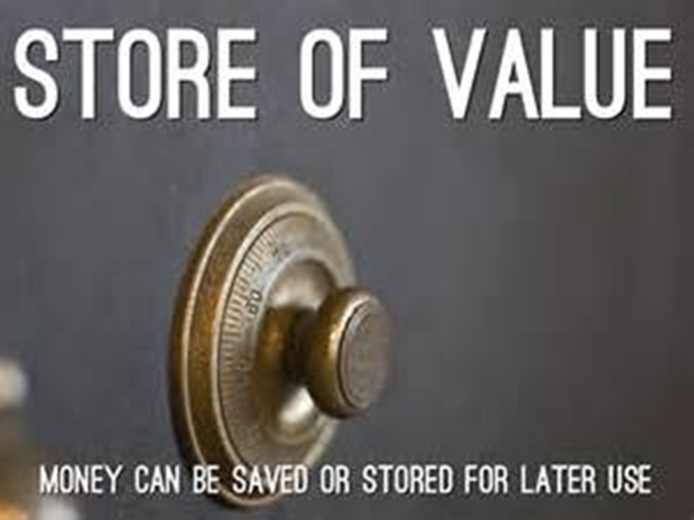 STORE OF VALUE
MONEY CAN BE SAVED OR STORED FOR LATER USE